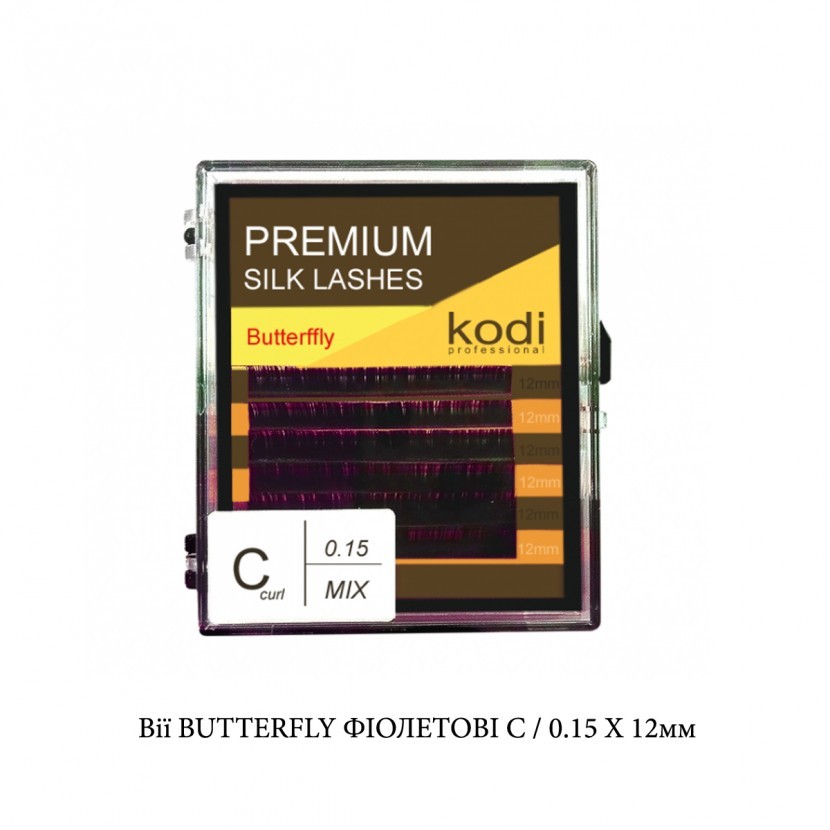 PREMIUM
SILK LASHES
Butterffly
kodi
professional
12mm
12mm
12mm
12mm
12mm
12mm
C
curl
0.15
MIX
Вії BUTTERFLY ФІОЛЕТОВІ C / 0.15 X 12мм